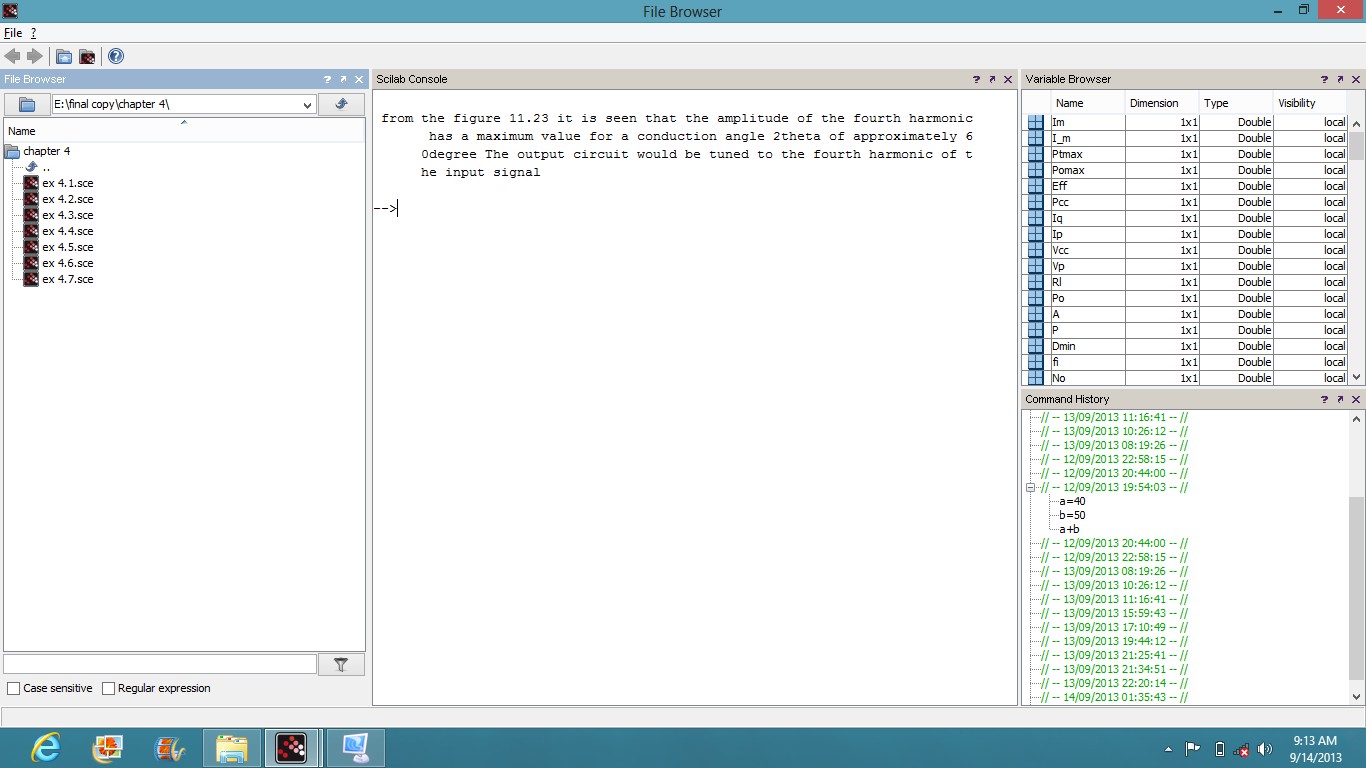 File Browser
File ?
File Browser
E:\final copy\chapter 4\
Name
chapter 4
..
ex 4.1.sce
ex 4.2.sce
ex 4.3.sce
ex 4.4.sce
ex 4.5.sce
ex 4.6.sce
ex 4.7.sce
Case sensitive Regular expression
Scilab Console
from the figure 11.23 it is seen that the amplitude of the fourth harmonic
has a maximum value for a conduction angle 2theta of approximately 6
0degree The output circuit would be tuned to the fourth harmonic of t
he input signal
-->
Variable Browser
Name Dimension Type Visibility
Im 1x1 Double local
I_m 1x1 Double local
Ptmax 1x1 Double local
Pomax 1x1 Double local
Eff 1x1 Double local
Pcc 1x1 Double local
Iq 1x1 Double local
Ip 1x1 Double local
Vcc 1x1 Double local
Vp 1x1 Double local
Rl 1x1 Double local
Po 1x1 Double local
A 1x1 Double local
P 1x1 Double local
Dmin 1x1 Double local
fi 1x1 Double local
No 1x1 Double local
Command History
// -- 13/09/2013 11:16:41 -- //
// -- 13/09/2013 10:26:12 -- //
// -- 13/09/2013 08:19:26 -- //
// -- 12/09/2013 22:58:15 -- //
// -- 12/09/2013 20:44:00 -- //
// -- 12/09/2013 19:54:03 -- //
a=40
b=50
a+b
// -- 12/09/2013 20:44:00 -- //
// -- 12/09/2013 22:58:15 -- //
// -- 13/09/2013 08:19:26 -- //
// -- 13/09/2013 10:26:12 -- //
// -- 13/09/2013 11:16:41 -- //
// -- 13/09/2013 15:59:43 -- //
// -- 13/09/2013 17:10:49 -- //
// -- 13/09/2013 19:44:12 -- //
// -- 13/09/2013 21:25:41 -- //
// -- 13/09/2013 21:34:51 -- //
// -- 13/09/2013 22:20:14 -- //
// -- 14/09/2013 01:35:43 -- //
9:13 AM
9/14/2013